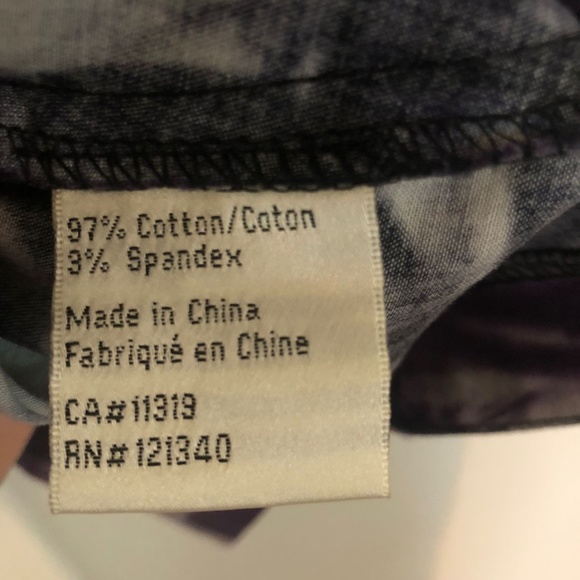 97% Cotton/Coton
3% Spandex
Made in China
Fabriqué en Chine
CA#11319
RN#121340